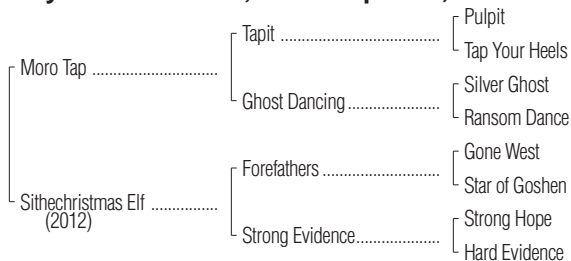 Pulpit
Tapit ..........................................
Tap Your Heels
Moro Tap .................................
Silver Ghost
Ghost Dancing........................
Ransom Dance
Gone West
Forefathers ..............................
Star of Goshen
Sithechristmas Elf .................
(2012)
Strong Hope
Strong Evidence......................
Hard Evidence